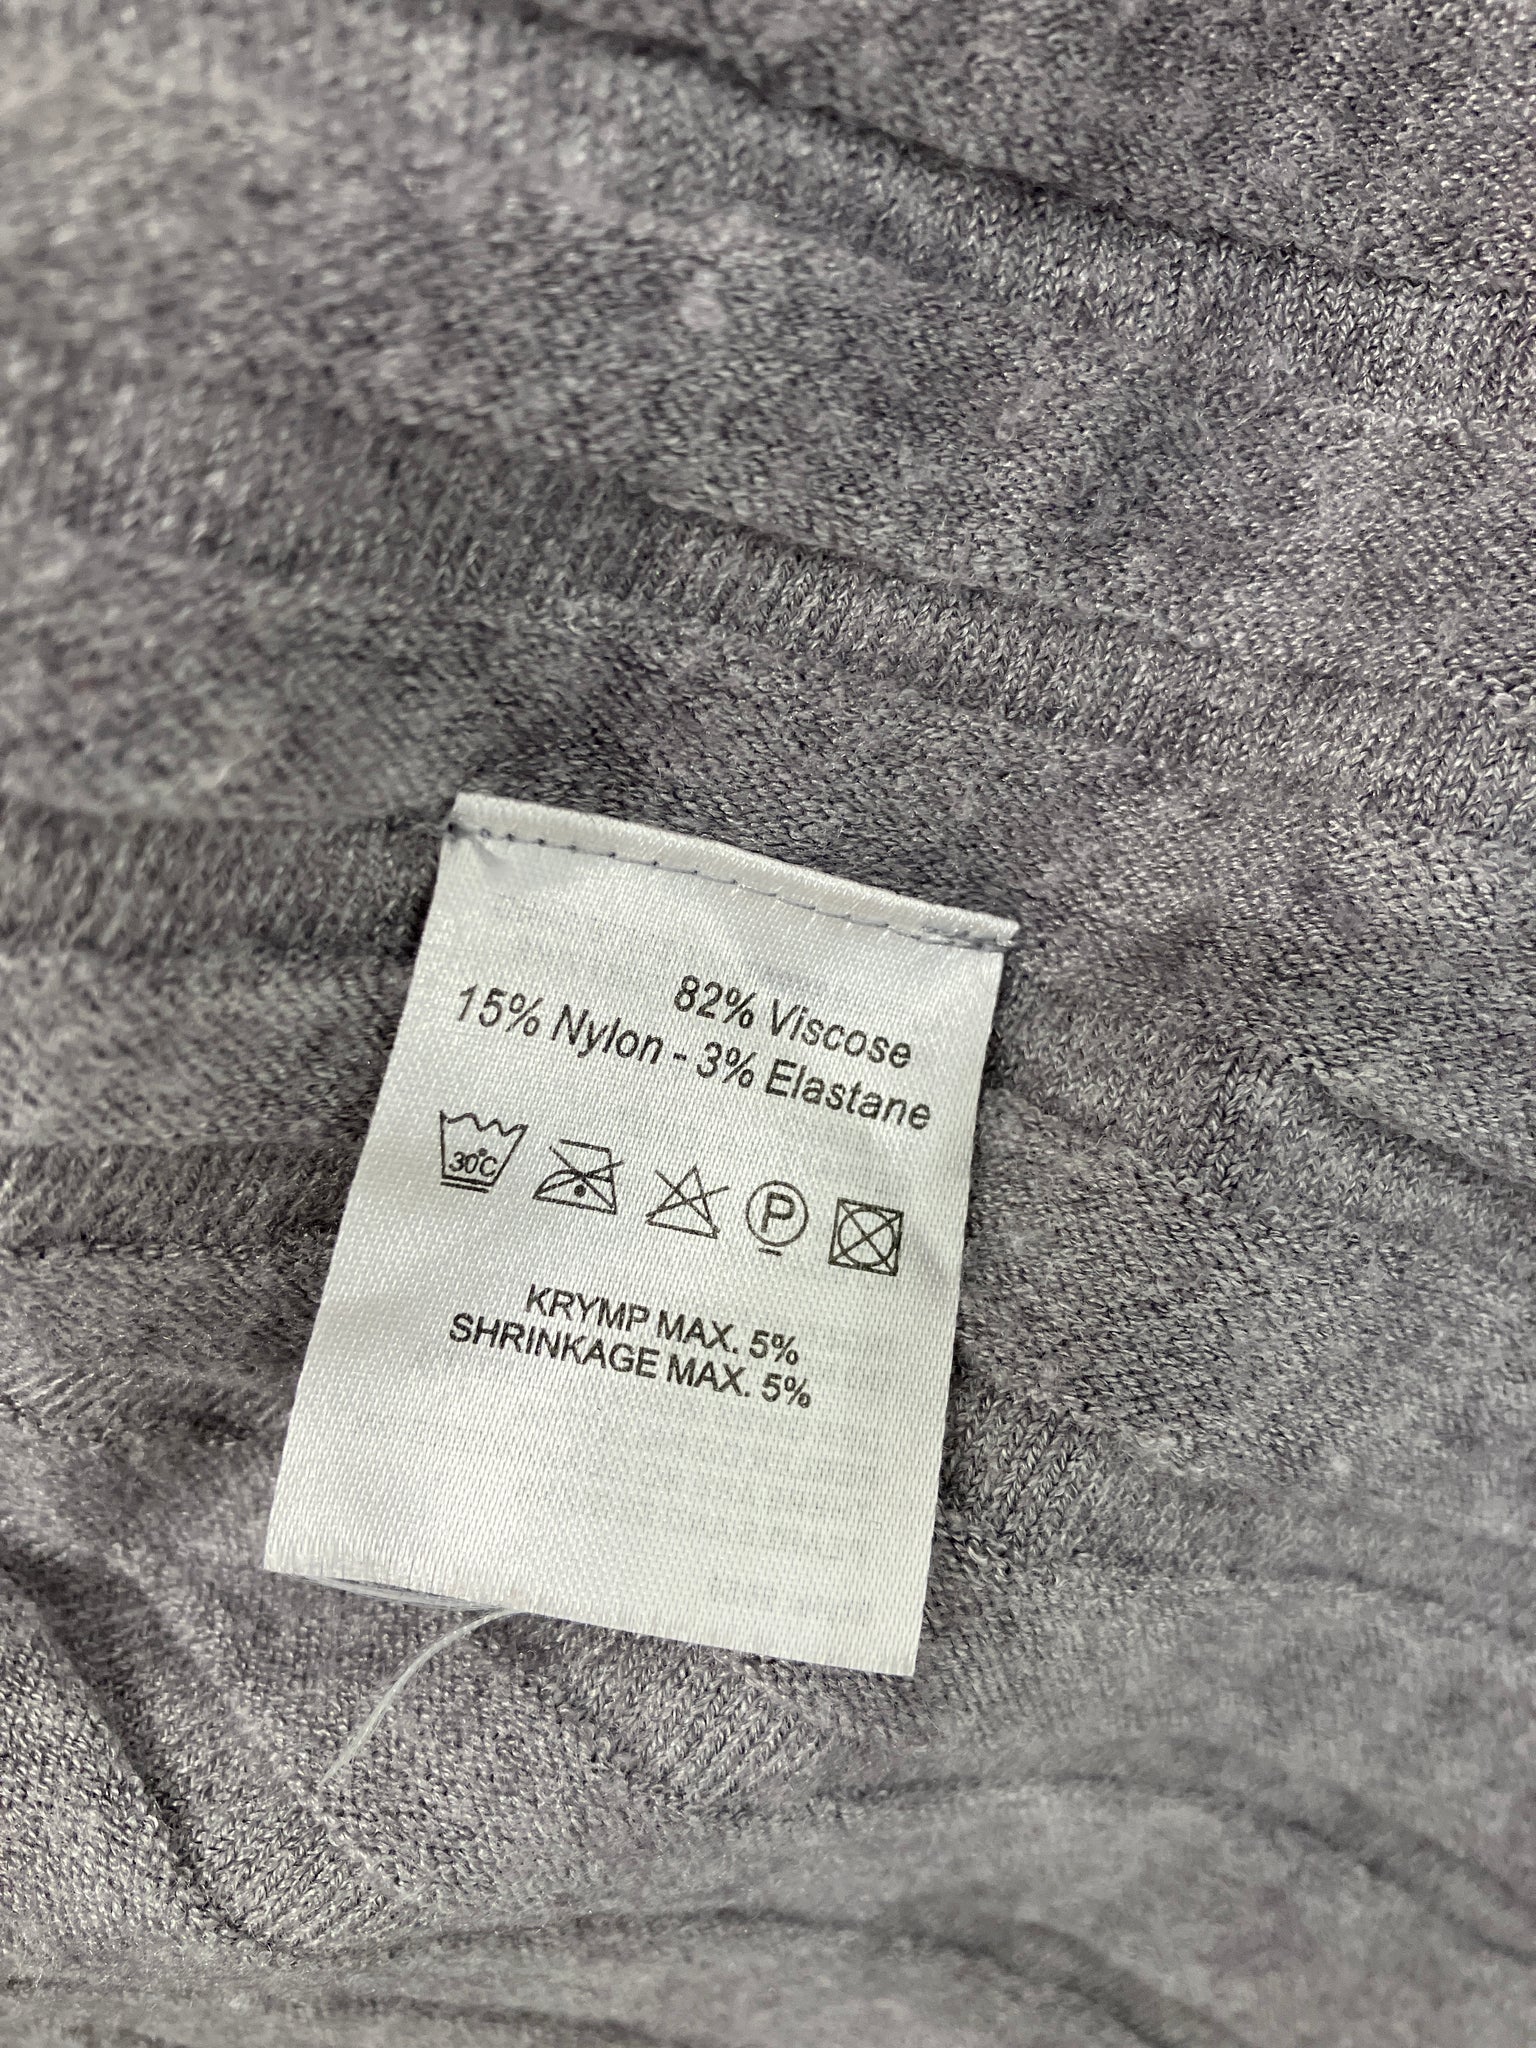 82% Viscose
15% Nylon - 3% Elastane
30°C
P
KRYMP MAX. 5%
SHRINKAGE MAX. 5%